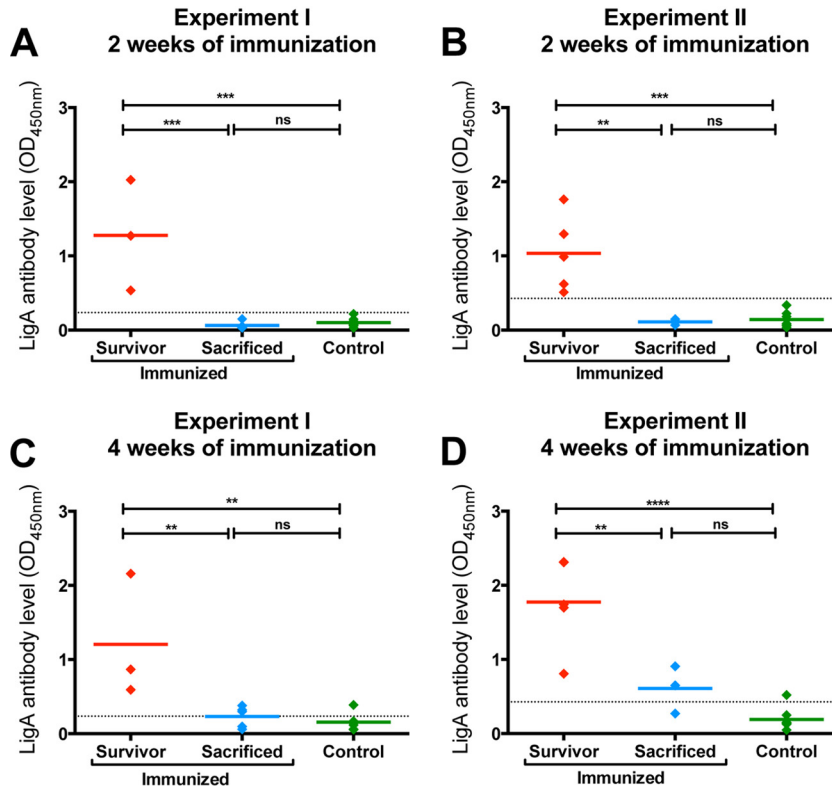 A
Experiment I
2 weeks of immunization
LigA antibody level (OD450nm)
3
2
1
0
***
***
ns
Survivor
Sacrificed
Control
Immunized
B
Experiment II
2 weeks of immunization
LigA antibody level (OD450nm)
3
2
1
0
***
**
ns
Survivor
Sacrificed
Control
Immunized
C
Experiment I
4 weeks of immunization
LigA antibody level (OD450nm)
3
2
1
0
**
**
ns
Survivor
Sacrificed
Control
Immunized
D
Experiment II
4 weeks of immunization
LigA antibody level (OD450nm)
3
2
1
0
****
**
ns
Survivor
Sacrificed
Control
Immunized